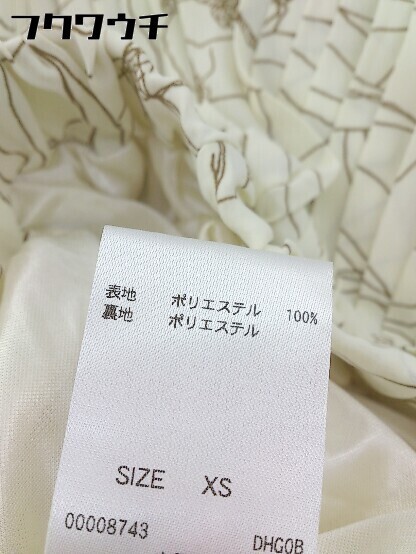 フクワウチ
表地 ポリエステル 100%
裏地 ポリエステル
SIZE XS
00008743 DHGOB